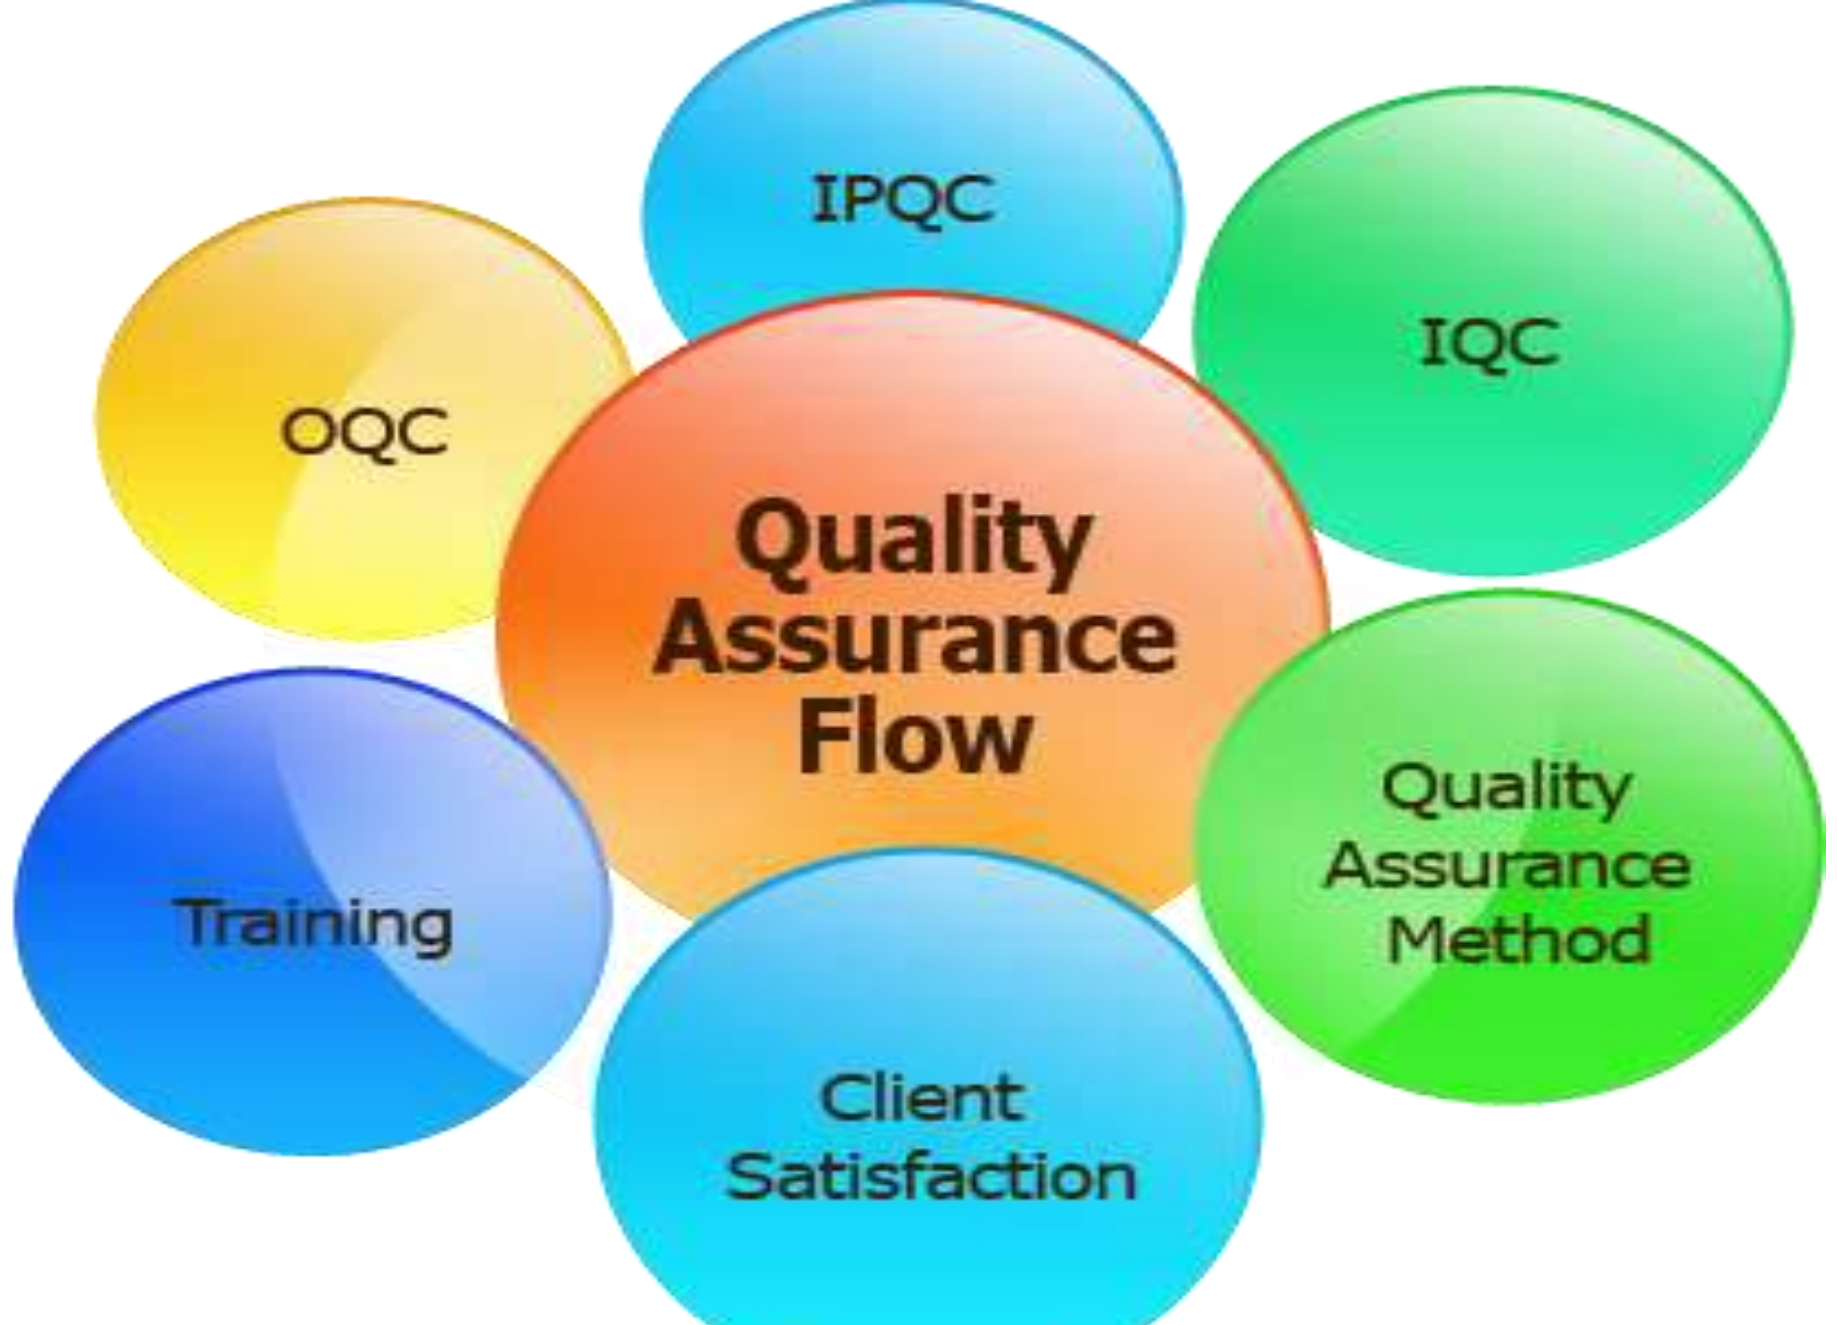 IPQC
IQC
OQC
Quality
Assurance
Flow
Quality
Assurance
Method
Training
Client
Satisfaction